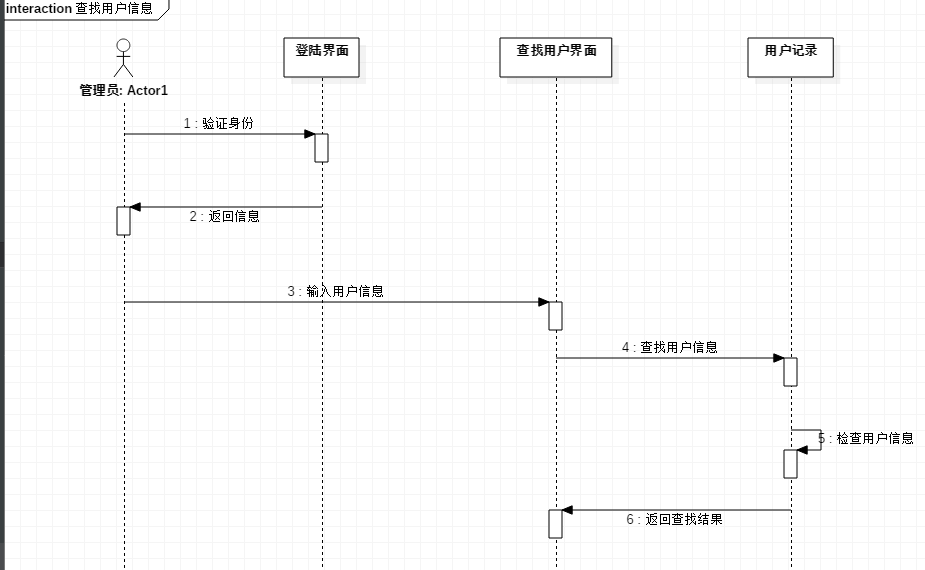 interaction 查找用户信息
登陆界面
查找用户界面
用户记录
管理员: Actor1
1 : 验证身份
2 : 返回信息
3 : 输入用户信息
4 : 查找用户信息
5 : 检查用户信息
6 : 返回查找结果